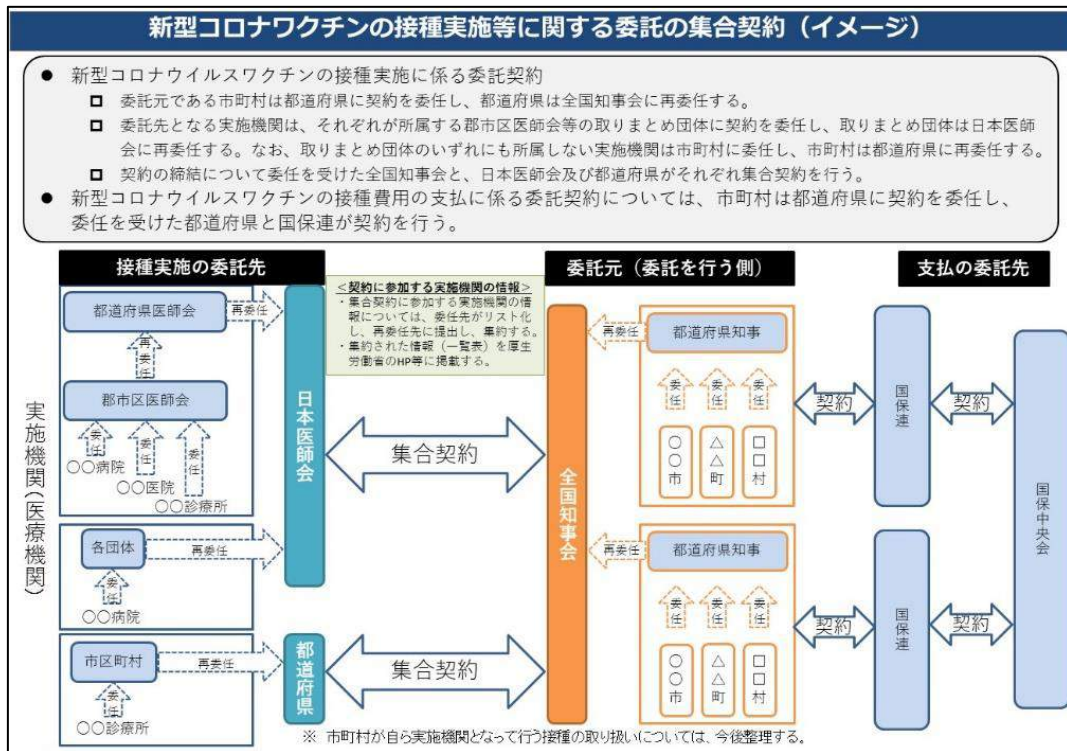 新型コロナワクチンの接種実施等に関する委託の集合契約（イメージ）
● 新型コロナウイルスワクチンの接種実施に係る委託契約
□ 委託元である市町村は都道府県に契約を委任し、都道府県は全国知事会に再委任する。
□ 委託先となる実施機関は、それぞれが所属する郡市区医師会等の取りまとめ団体に契約を委任し、取りまとめ団体は日本医師
会に再委任する。なお、取りまとめ団体のいずれにも所属しない実施機関は市町村に委任し、市町村は都道府県に再委任する。
□ 契約の締結について委任を受けた全国知事会と、日本医師会及び都道府県がそれぞれ集合契約を行う。
● 新型コロナウイルスワクチンの接種費用の支払に係る委託契約については、市町村は都道府県に契約を委任し、
委任を受けた都道府県と国保連が契約を行う。
接種実施の委託先
委託元（委託を行う側）
支払の委託先
<契約に参加する実施機関の情報>
・集合契約に参加する実施機関の情
報については、委任先がリスト化
し、再委任先に提出し、集約する。
・集約された情報（一覧表）を厚生
労働省のHP等に掲載する。
実施機関(医療機関)
都道府県医師会
再委任
再委任
郡市区医師会
委任
委任
委任
〇〇病院
〇〇医院
〇〇診療所
各団体
再委任
委任
〇〇病院
市区町村
再委任
委任
〇〇診療所
日本医師会
都道府県
集合契約
集合契約
全国知事会
再委任
都道府県知事
委任
委任
委任
〇〇市
△△町
□□村
再委任
都道府県知事
委任
委任
委任
〇〇市
△△町
□□村
契約
国保連
契約
契約
国保連
契約
国保中央会
※ 市町村が自ら実施機関となって行う接種の取り扱いについては、今後整理する。